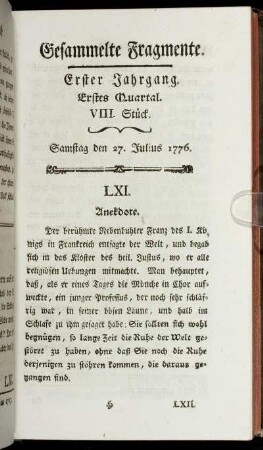 Gesammelte Fragmente.
Erster Jahrgang.
Erstes Quartal.
VIII. Stück.
Samstag den 27. Julius 1776.
LXI.
Anekdote.
Der berühmte Nebenbuhler Franz des I. Kö-
nigs in Frankreich entsagte der Welt, und begab
sich in das Kloster des heil. Justus, wo er alle
religiösen Uebungen mitmachte. Man behauptet,
daß, als er eines Tages die Mönche in Chor auf-
weckte, ein junger Professus, der noch sehr schläf-
rig war, in seiner bösen Laune, und halb im
Schlafe zu ihm gesagt habe: Sie sollten sich wohl
begnügen, so lange Zeit die Ruhe der Welt ge-
störet zu haben, ohne daß Sie noch die Ruhe
derjenigen zu stöhren kommen, die daraus ge-
gangen sind.
H LXII.